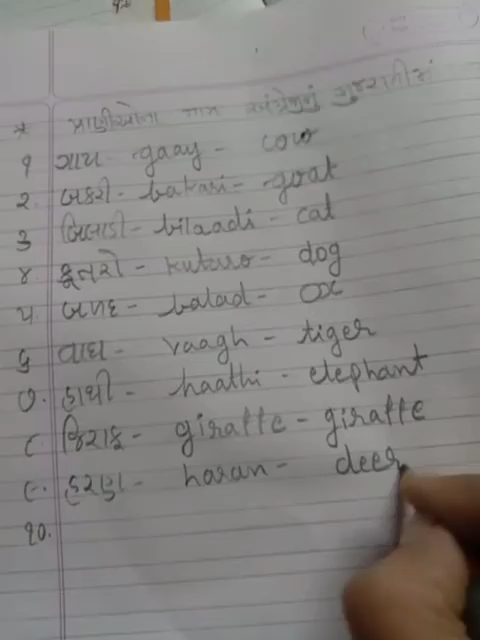 * પ્રાણીઓના નામ અંગ્રેજીનું ગુજરાતીમાં
૧ ગાય - gaay - cow
૨. બકરી - bakari - goat
૩ બિલાડી - bilaadi - cat
૪ કૂતરો - kutro - dog
૫ બળદ - balad - ox
૬ વાઘ - vaagh - tiger
૭. હાથી - haathi - elephant
૮ જિરાફ - giraffe - giraffe
૯. હરણ - haran - deer
૧૦.